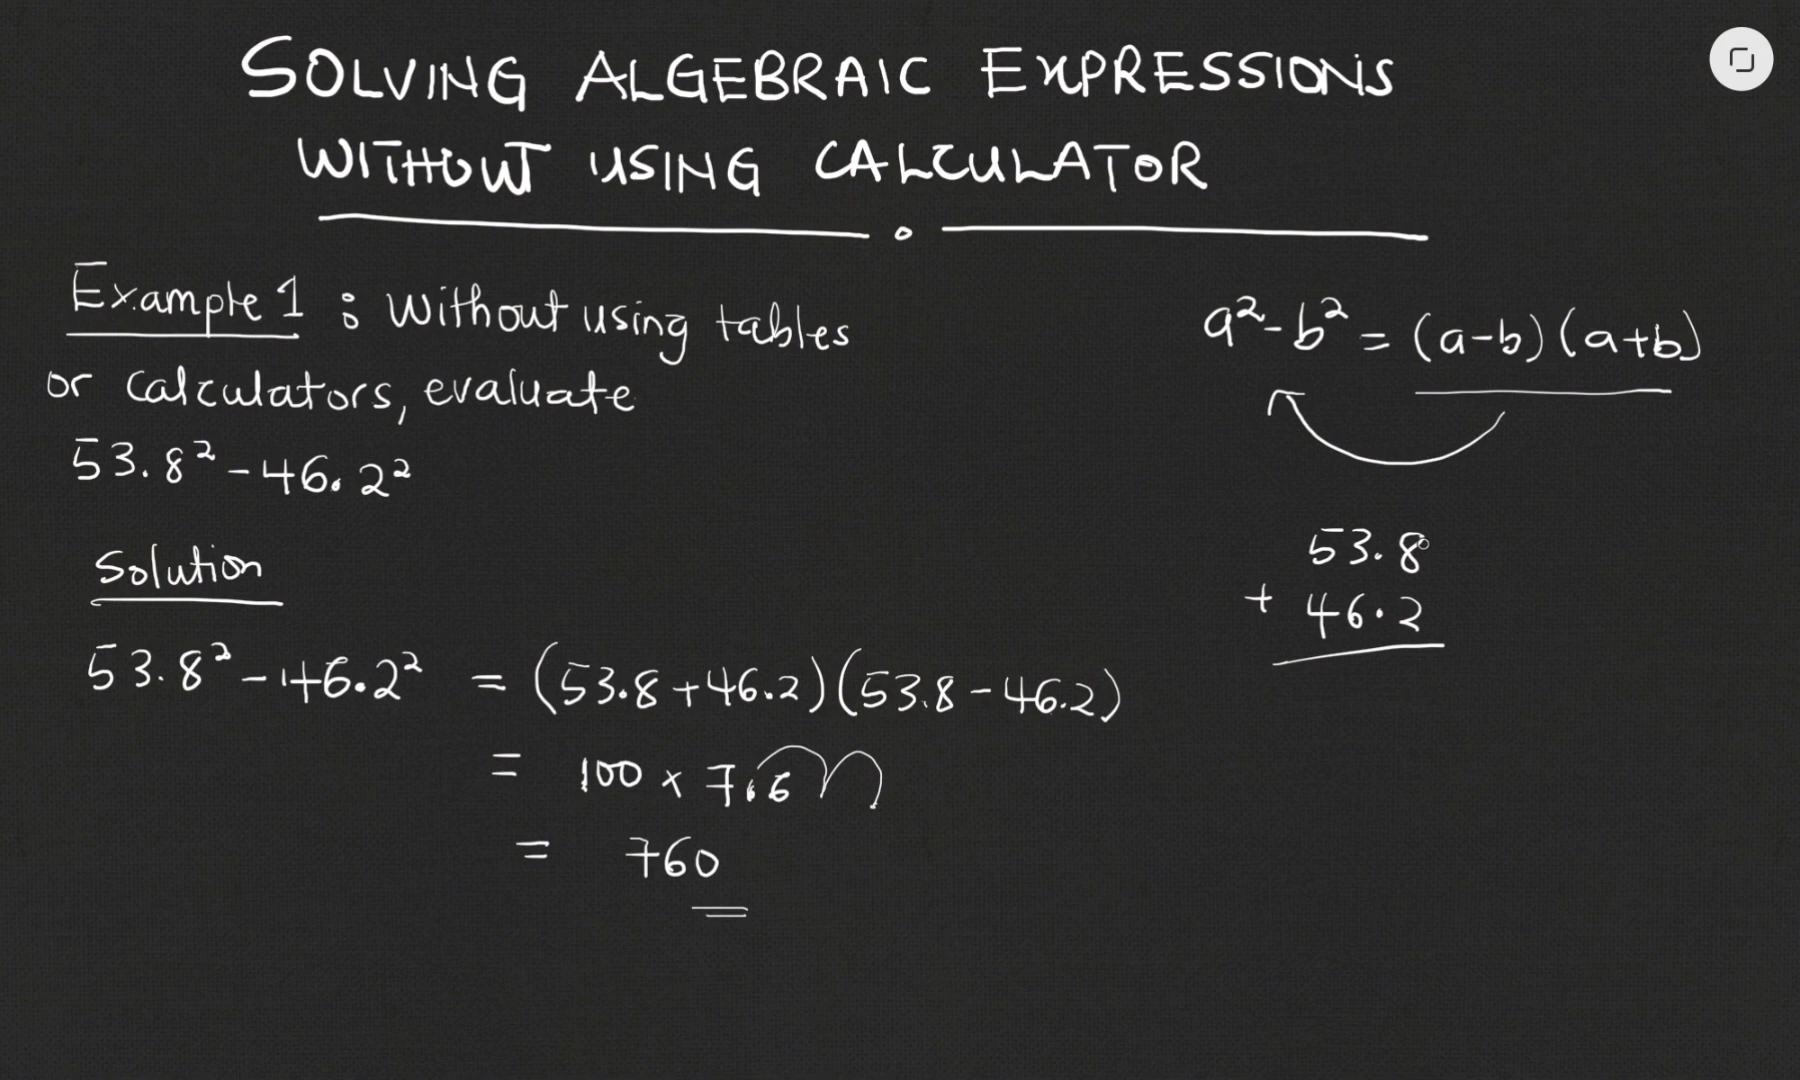 SOLVING ALGEBRAIC EXPRESSIONS
WITHOUT USING CALCULATOR
Example 1 : Without using tables
or calculators, evaluate
53.8² - 46.2²
a² - b² = (a-b)(a+b)
Solution
53.8² - 46.2² = (53.8 + 46.2)(53.8 - 46.2)
= 100 x 7.6
= 760
53.8
+ 46.2